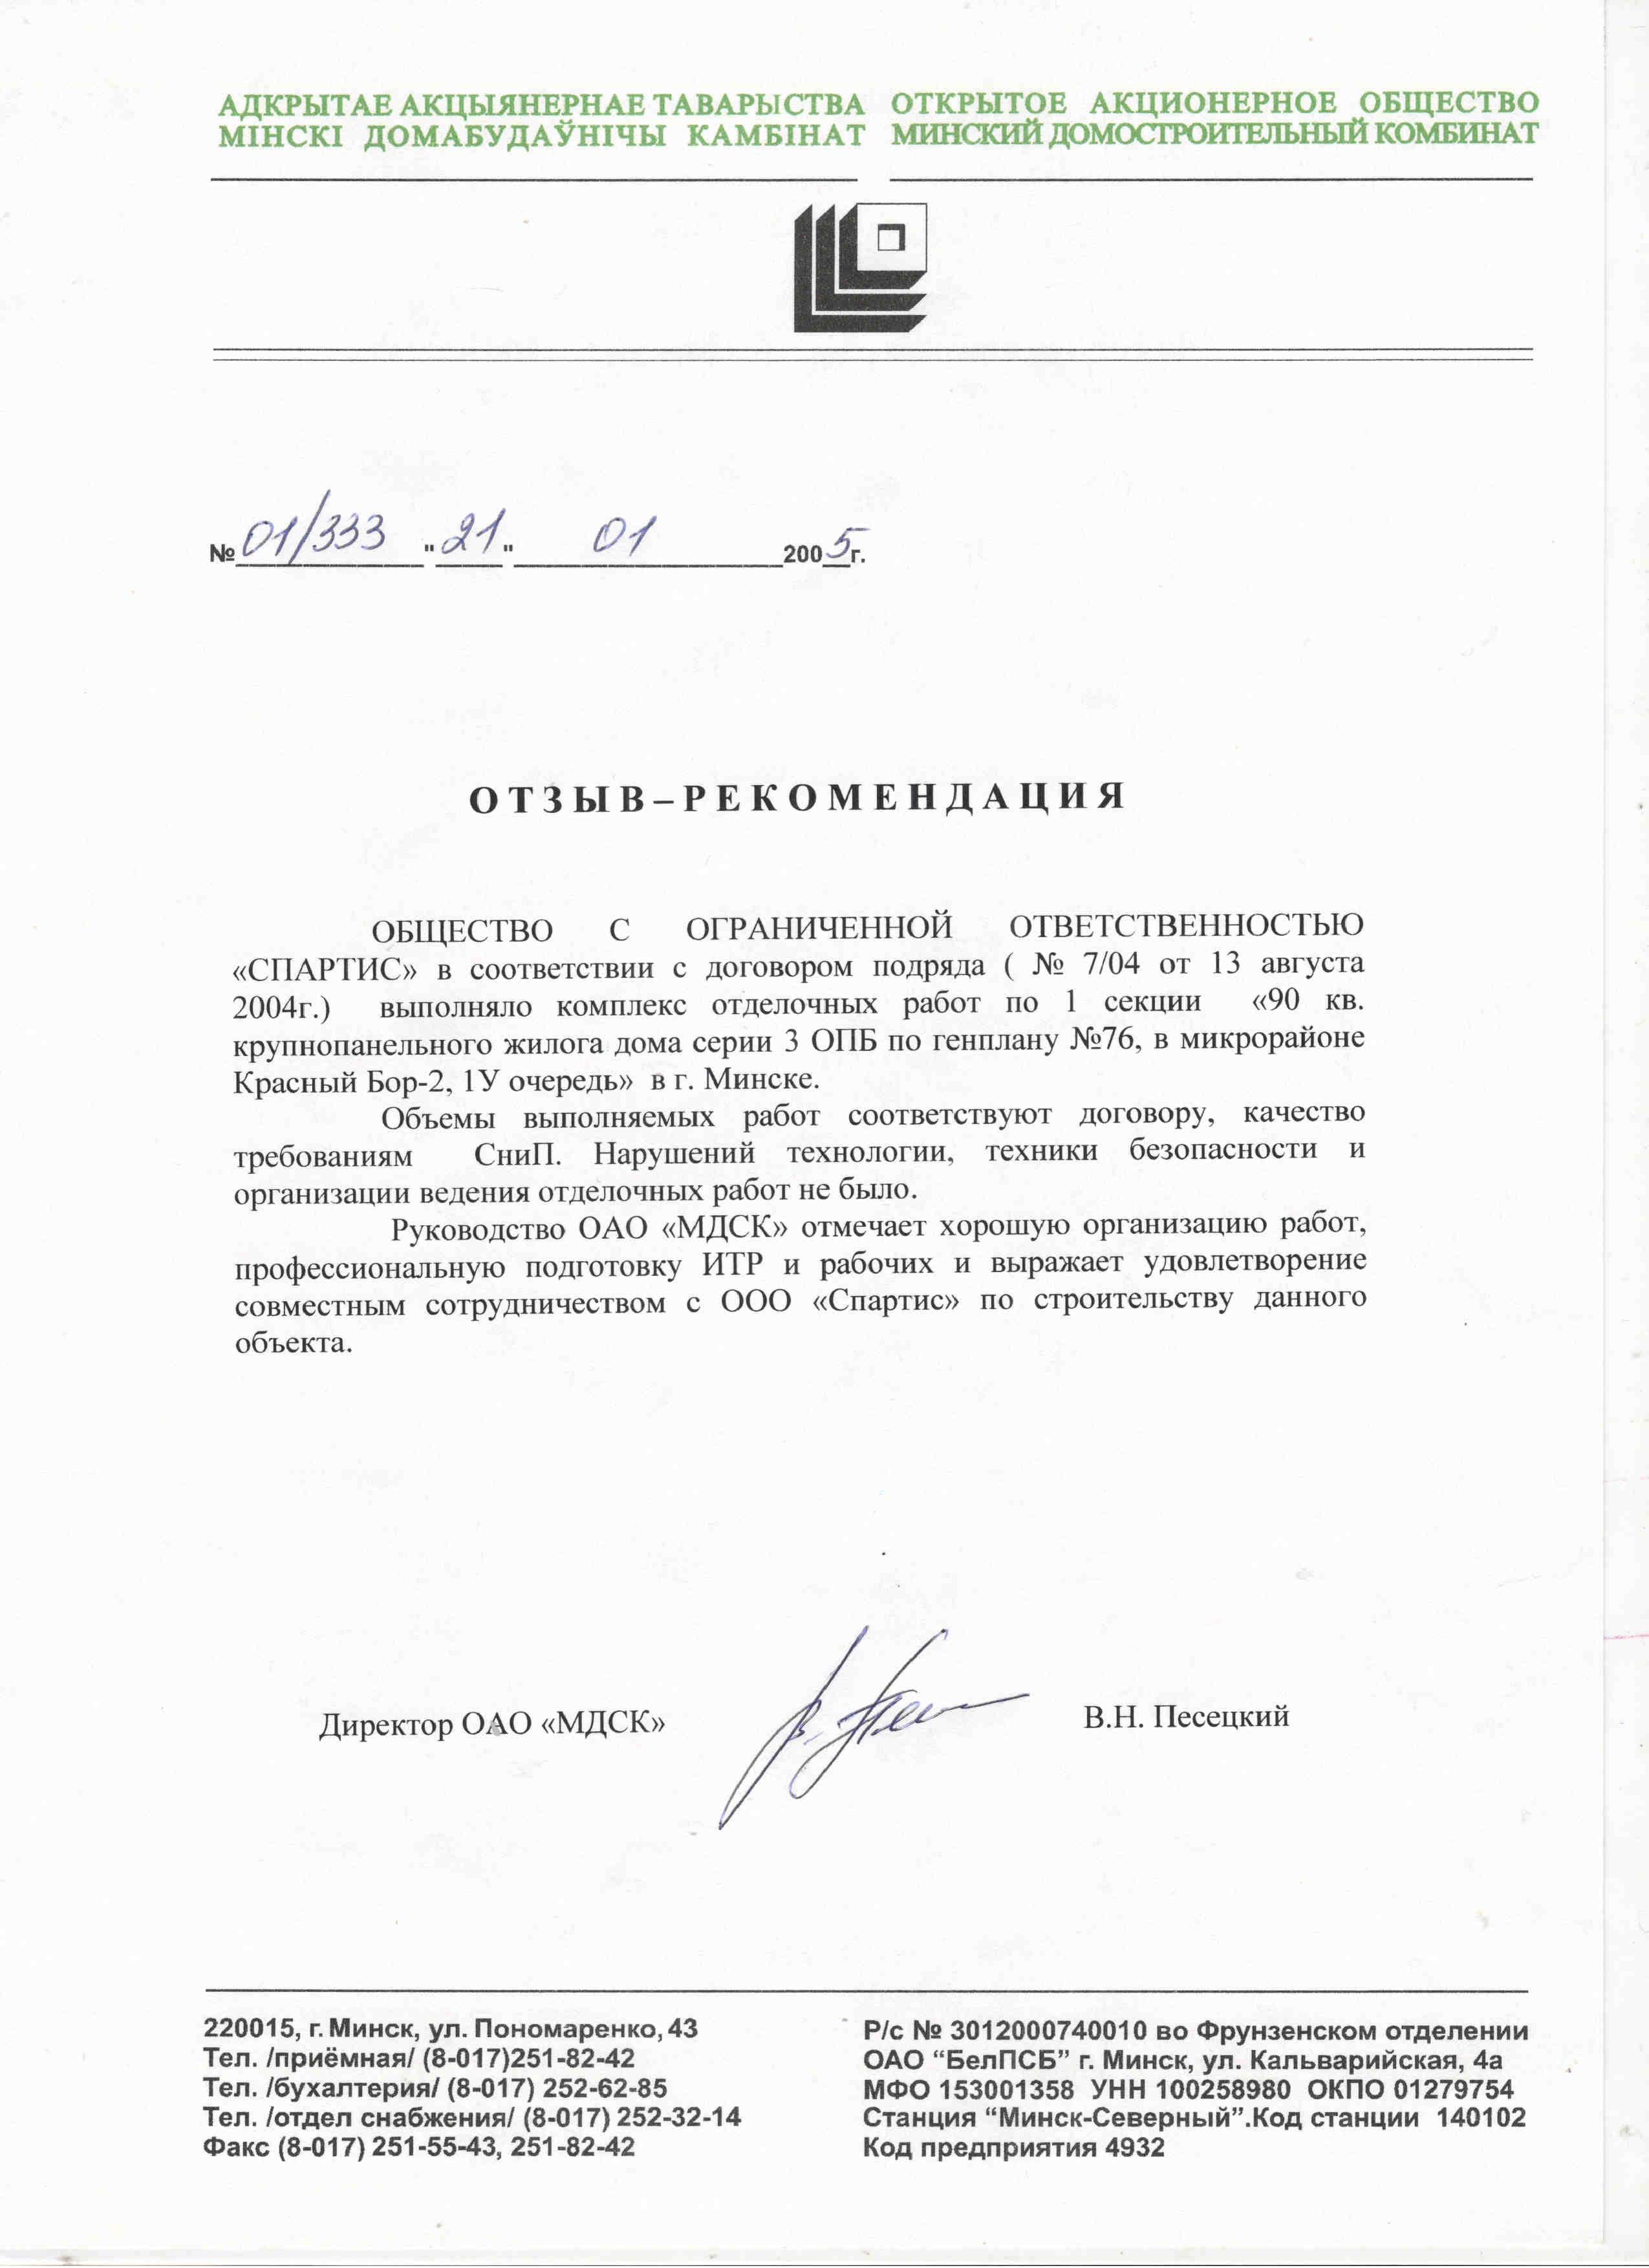 АДКРЫТАЕ АКЦЫЯНЕРНАЕ ТАВАРЫСТВА
МІНСКІ ДОМАБУДАЎНІЧЫ КАМБІНАТ
ОТКРЫТОЕ АКЦИОНЕРНОЕ ОБЩЕСТВО
МИНСКИЙ ДОМОСТРОИТЕЛЬНЫЙ КОМБИНАТ
№ 01/333 "21" 01 2005г.
ОТЗЫВ–РЕКОМЕНДАЦИЯ
ОБЩЕСТВО С ОГРАНИЧЕННОЙ ОТВЕТСТВЕННОСТЬЮ
«СПАРТИС» в соответствии с договором подряда ( № 7/04 от 13 августа
2004г.) выполняло комплекс отделочных работ по 1 секции «90 кв.
крупнопанельного жилога дома серии 3 ОПБ по генплану №76, в микрорайоне
Красный Бор-2, 1У очередь» в г. Минске.
Объемы выполняемых работ соответствуют договору, качество
требованиям СниП. Нарушений технологии, техники безопасности и
организации ведения отделочных работ не было.
Руководство ОАО «МДСК» отмечает хорошую организацию работ,
профессиональную подготовку ИТР и рабочих и выражает удовлетворение
совместным сотрудничеством с ООО «Спартис» по строительству данного
объекта.
Директор ОАО «МДСК» В.Н. Песецкий
220015, г. Минск, ул. Пономаренко, 43
Тел. /приёмная/ (8-017)251-82-42
Тел. /бухгалтерия/ (8-017) 252-62-85
Тел. /отдел снабжения/ (8-017) 252-32-14
Факс (8-017) 251-55-43, 251-82-42
Р/с № 3012000740010 во Фрунзенском отделении
ОАО “БелПСБ” г. Минск, ул. Кальварийская, 4а
МФО 153001358 УНН 100258980 ОКПО 01279754
Станция “Минск-Северный”.Код станции 140102
Код предприятия 4932